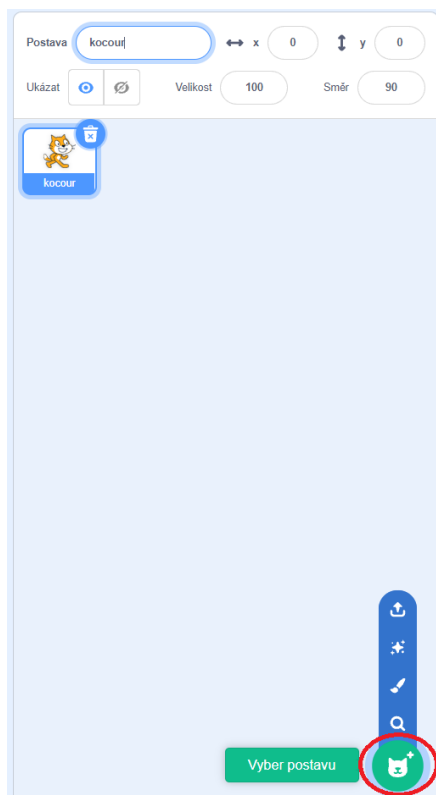 Postava kocour x 0 y 0
Ukázat Velikost 100 Směr 90
kocour
Vyber postavu